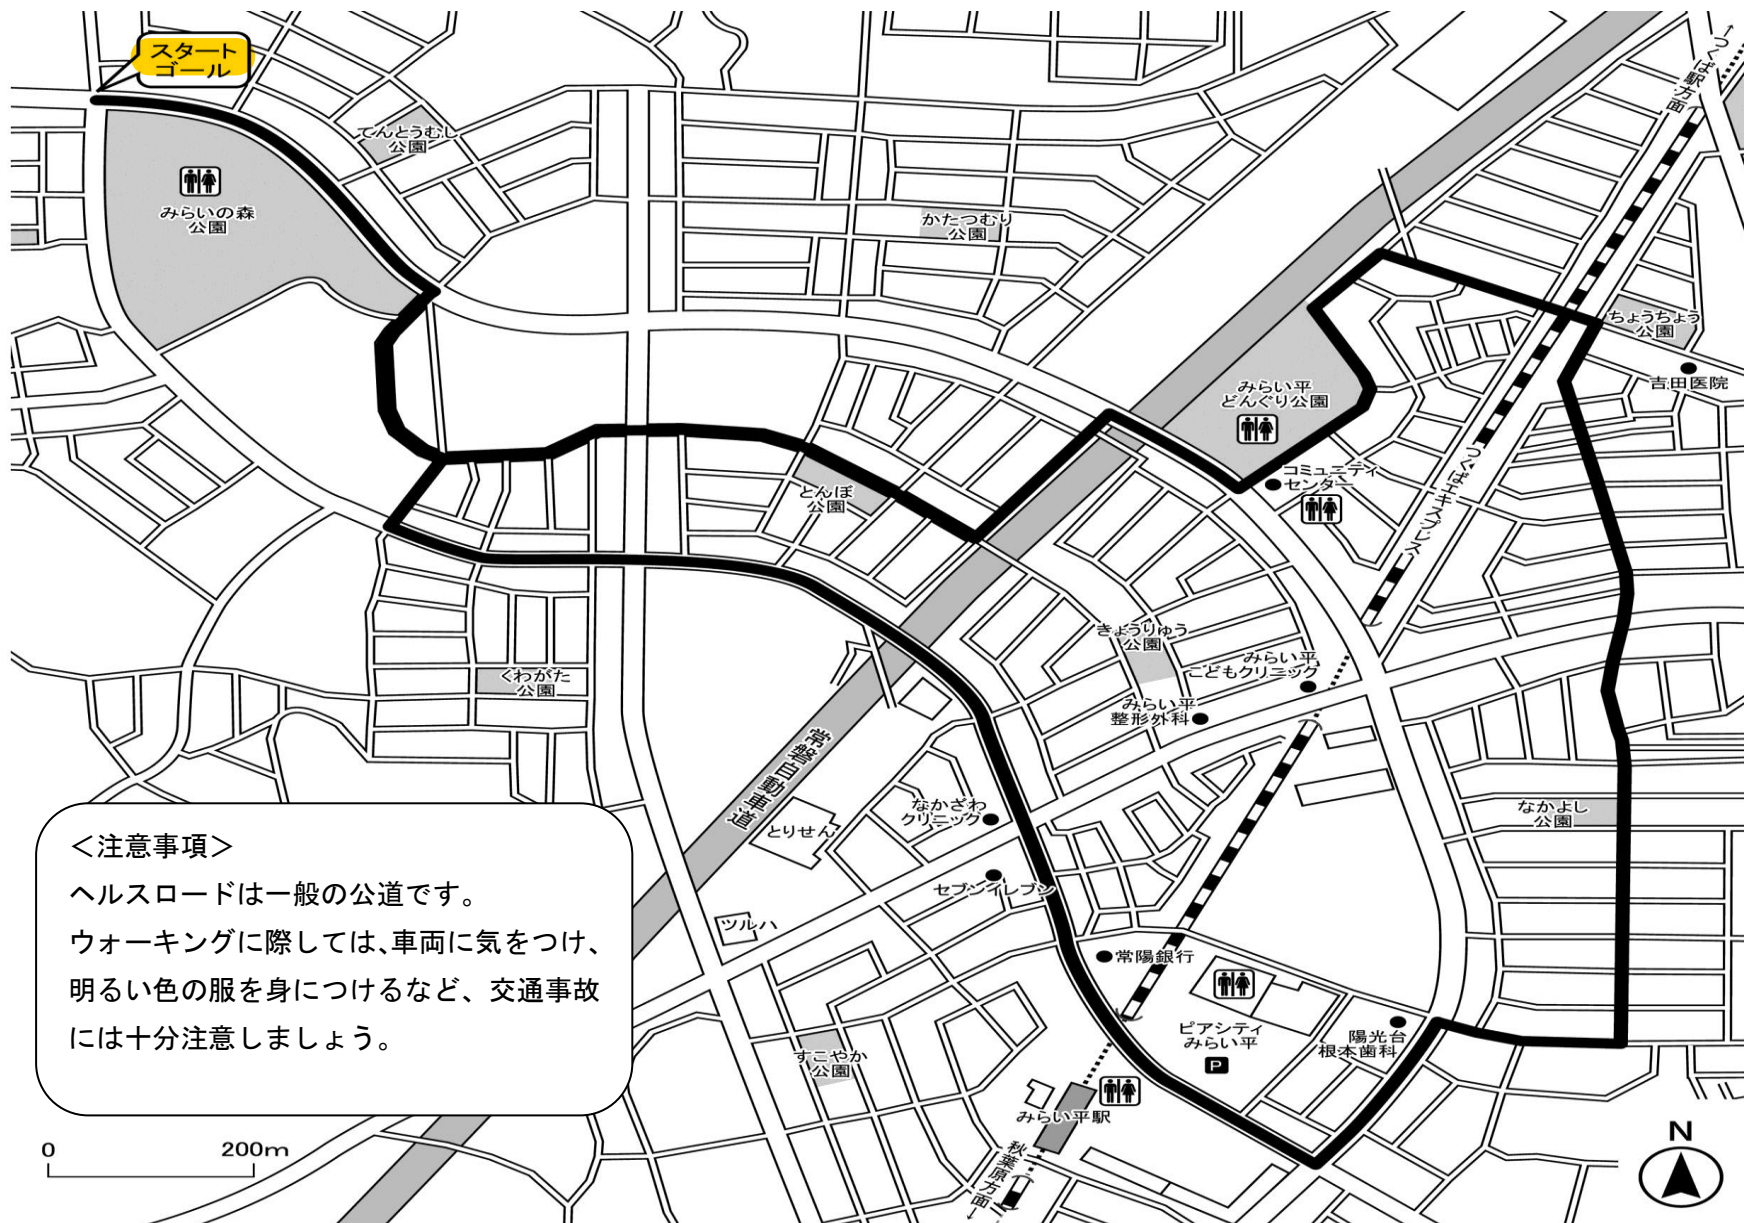 スタート
ゴール
てんとうむし
公園
みらいの森
公園
かたつむり
公園
↑つくば駅方面
ちょうちょう
公園
吉田医院
みらい平
どんぐり公園
コミュニティ
センター
つくばエキスプレス
とんぼ
公園
きょうりゅう
公園
みらい平
こどもクリニック
みらい平
整形外科
くわがた
公園
常磐自動車道
とりせん
なかざわ
クリニック
セブンイレブン
ツルハ
なかよし
公園
常陽銀行
ピアシティ
みらい平
P
陽光台
根本歯科
すこやか
公園
みらい平駅
秋葉原方面↓
<注意事項>
ヘルスロードは一般の公道です。
ウォーキングに際しては、車両に気をつけ、
明るい色の服を身につけるなど、交通事故
には十分注意しましょう。
0 200m
N